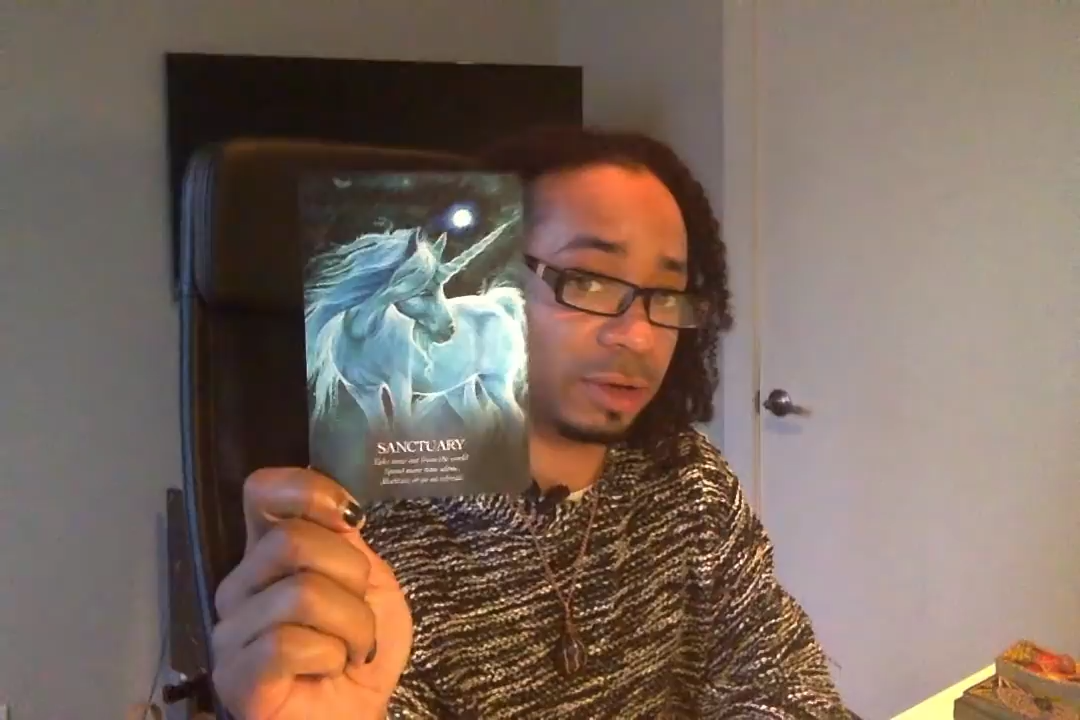 SANCTUARY
Take time out from the world.
Spend more time alone.
Meditate or go on retreat.